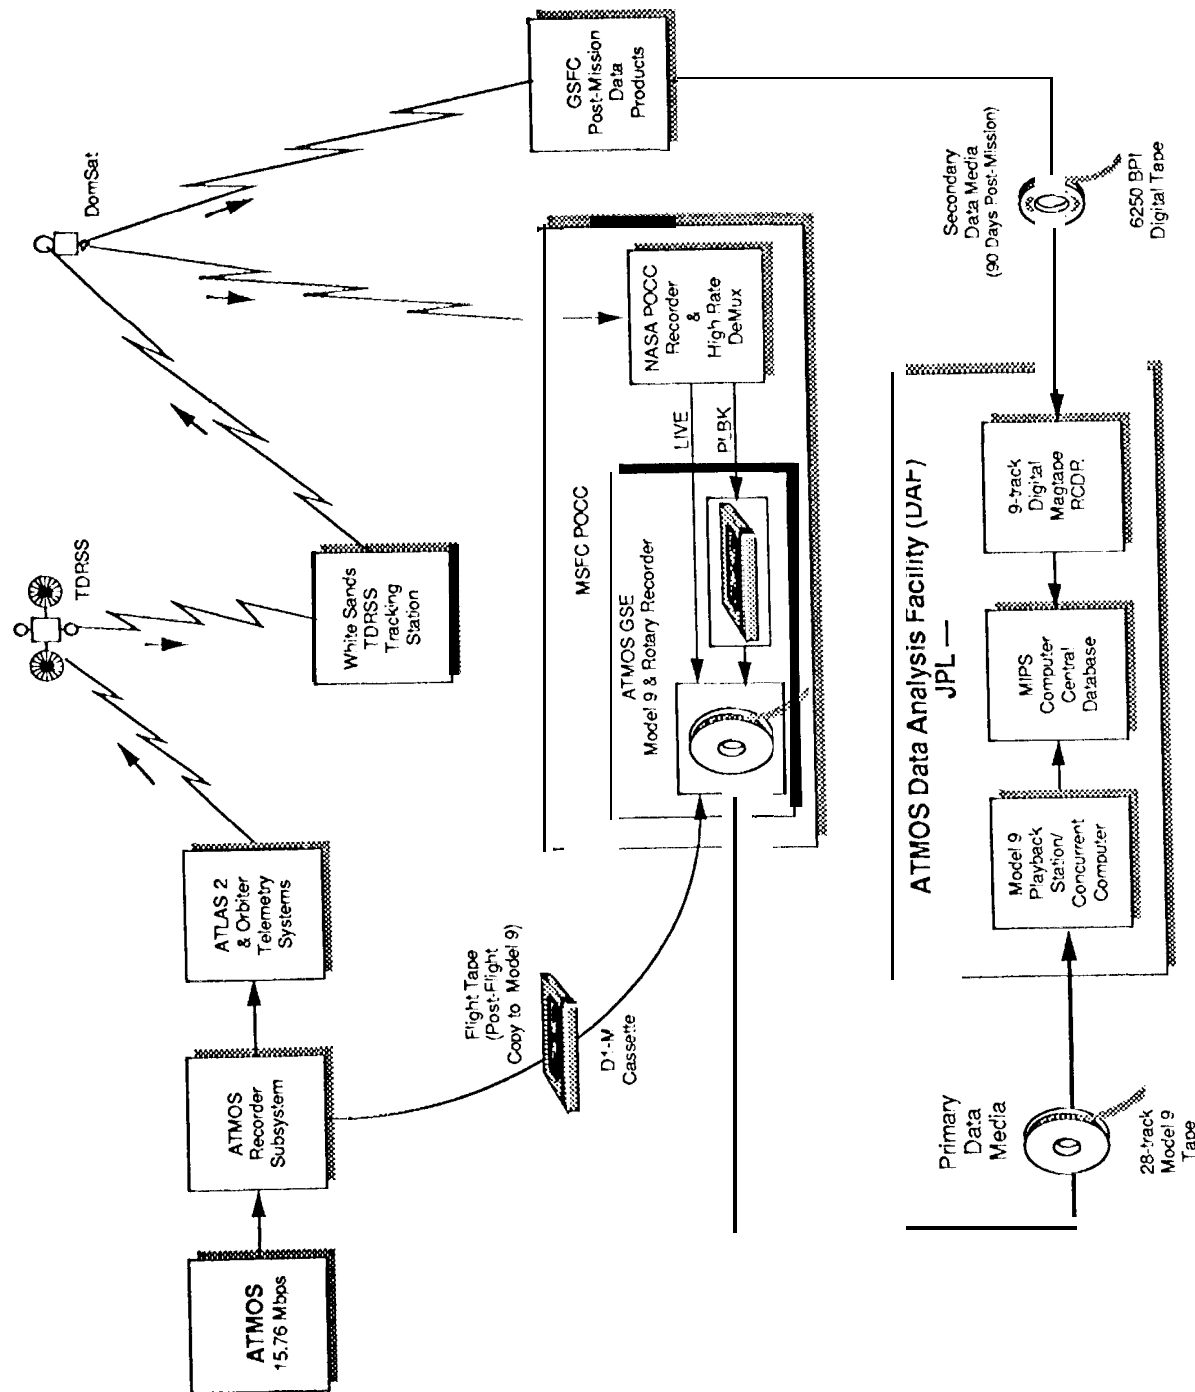 ATMOS
15.76 Mbps
ATMOS
Recorder
Subsystem
ATLAS 2
& Orbiter
Telemetry
Systems
TDRSS
White Sands
TDRSS
Tracking
Station
DomSat
GSFC
Post-Mission
Data
Products
Flight Tape
(Post-Flight
Copy to Model 9)
D1-M
Cassette
MSFC POCC
ATMOS GSE
Model 9 & Rotary Recorder
LIVE
PLBK
NASA POCC
Recorder
&
High Rate
DeMux
Secondary
Data Media
(90 Days Post-Mission)
6250 BPI
Digital Tape
ATMOS Data Analysis Facility (DAF)
JPL —
Primary
Data
Media
28-track
Model 9
Tape
Model 9
Playback
Station/
Concurrent
Computer
MIPS
Computer
Central
Database
9-track
Digital
Magtape
RCDR